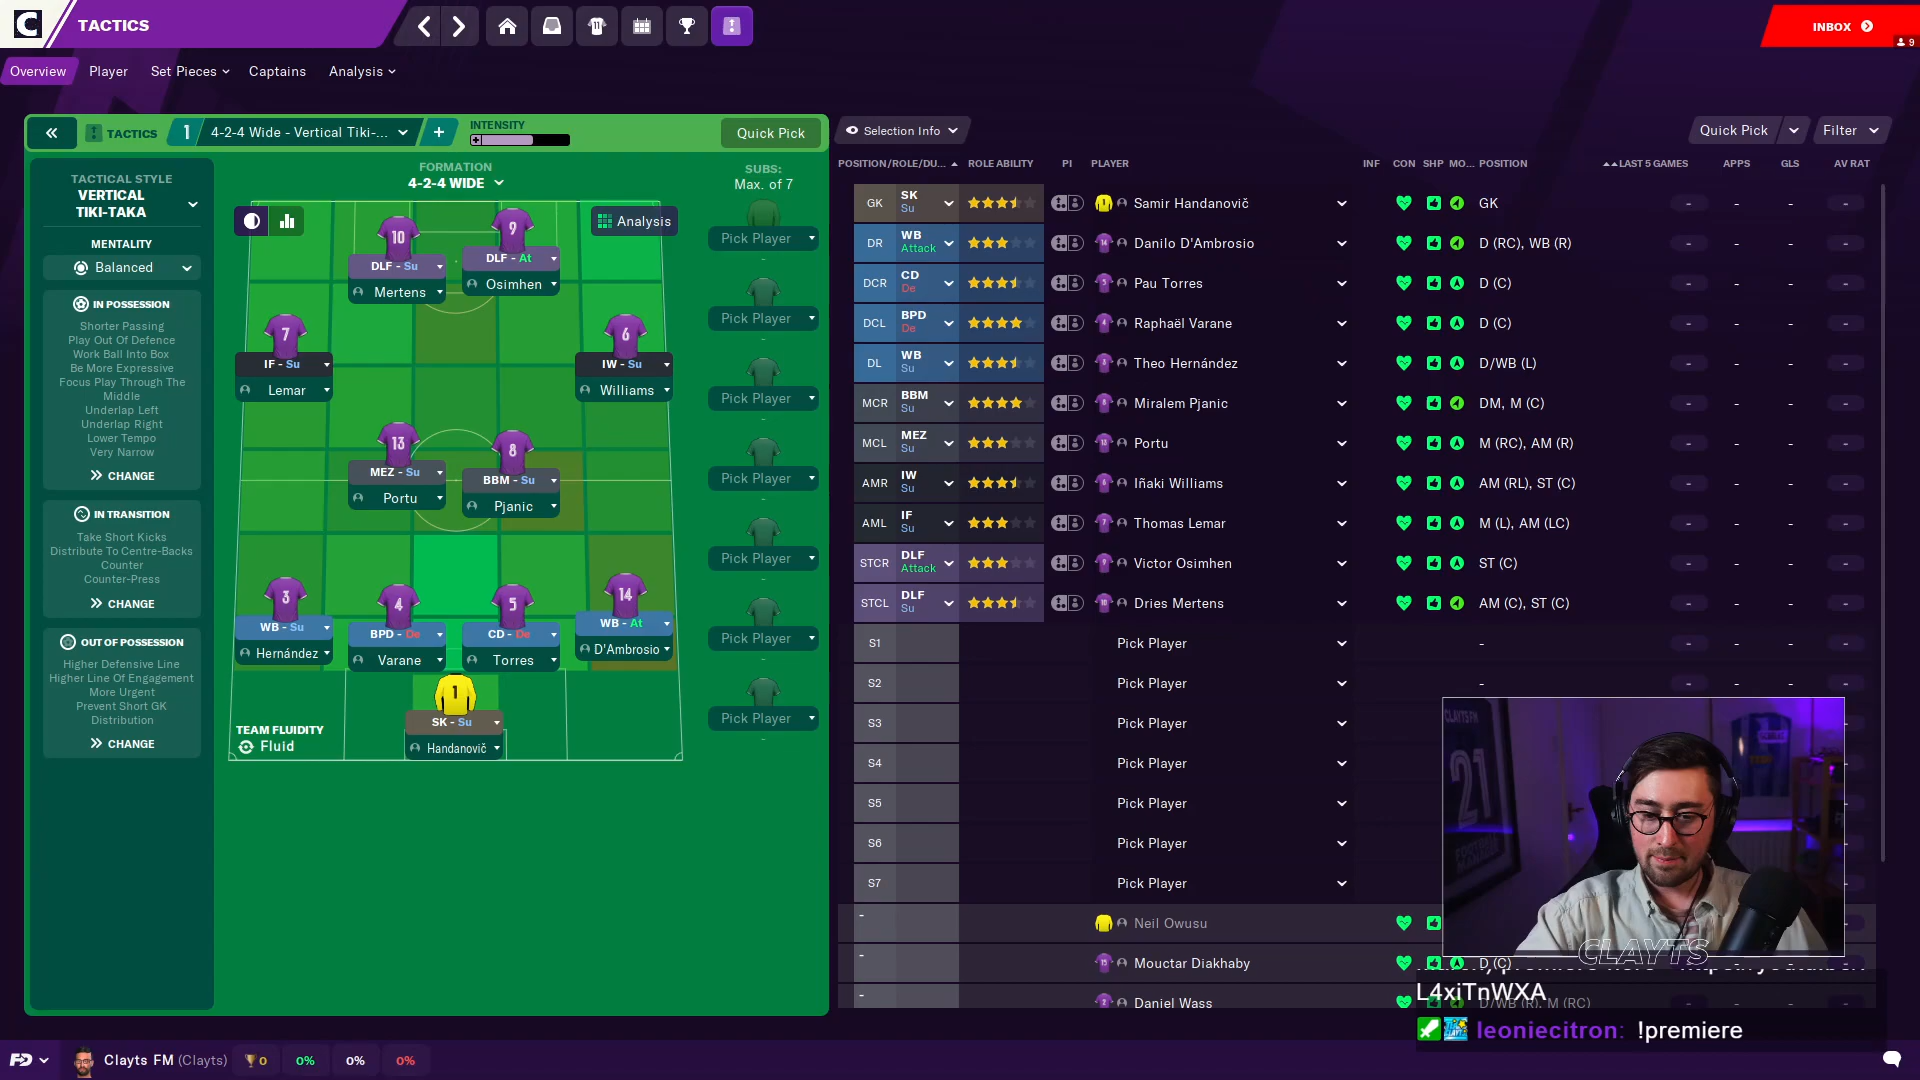 TACTICS
INBOX
9
Overview
Player
Set Pieces
Captains
Analysis
TACTICS
1
4-2-4 Wide - Vertical Tiki-...
INTENSITY
Quick Pick
TACTICAL STYLE
VERTICAL
TIKI-TAKA
MENTALITY
Balanced
IN POSSESSION
Shorter Passing
Play Out Of Defence
Work Ball Into Box
Be More Expressive
Focus Play Through The
Middle
Underlap Left
Underlap Right
Lower Tempo
Very Narrow
CHANGE
IN TRANSITION
Take Short Kicks
Distribute To Centre-Backs
Counter
Counter-Press
CHANGE
OUT OF POSSESSION
Higher Defensive Line
Higher Line Of Engagement
More Urgent
Prevent Short GK
Distribution
CHANGE
FORMATION
4-2-4 WIDE
Analysis
10
DLF - Su
Mertens
9
DLF - At
Osimhen
7
IF - Su
Lemar
6
IW - Su
Williams
13
MEZ - Su
Portu
8
BBM - Su
Pjanic
3
WB - Su
Hernández
4
BPD - De
Varane
5
CD - De
Torres
14
WB - At
D'Ambrosio
1
SK - Su
Handanovič
TEAM FLUIDITY
Fluid
SUBS:
Max. of 7
Pick Player
-
Pick Player
-
Pick Player
-
Pick Player
-
Pick Player
-
Pick Player
-
Pick Player
-
Selection Info
Quick Pick
Filter
POSITION/ROLE/DU... ROLE ABILITY PI PLAYER INF CON SHP MO... POSITION LAST 5 GAMES APPS GLS AV RAT
GK SK Su Samir Handanovič GK - - - -
DR WB Attack Danilo D'Ambrosio D (RC), WB (R) - - - -
DCR CD De Pau Torres D (C) - - - -
DCL BPD De Raphaël Varane D (C) - - - -
DL WB Su Theo Hernández D/WB (L) - - - -
MCR BBM Su Miralem Pjanic DM, M (C) - - - -
MCL MEZ Su Portu M (RC), AM (R) - - - -
AMR IW Su Iñaki Williams AM (RL), ST (C) - - - -
AML IF Su Thomas Lemar M (L), AM (LC) - - - -
STCR DLF Attack Victor Osimhen ST (C) - - - -
STCL DLF Su Dries Mertens AM (C), ST (C) - - - -
S1 Pick Player - - - - -
S2 Pick Player - - - - -
S3 Pick Player
S4 Pick Player
S5 Pick Player
S6 Pick Player
S7 Pick Player
- Neil Owusu
- Mouctar Diakhaby D (C)
- Daniel Wass D/WB (R), M (RC)
CLAYTS FM
21
FOOTBALL
MANAGER
CLAYTS
L4xiTnWXA
leoniecitron: !premiere
Clayts FM (Clayts)
0
0%
0%
0%